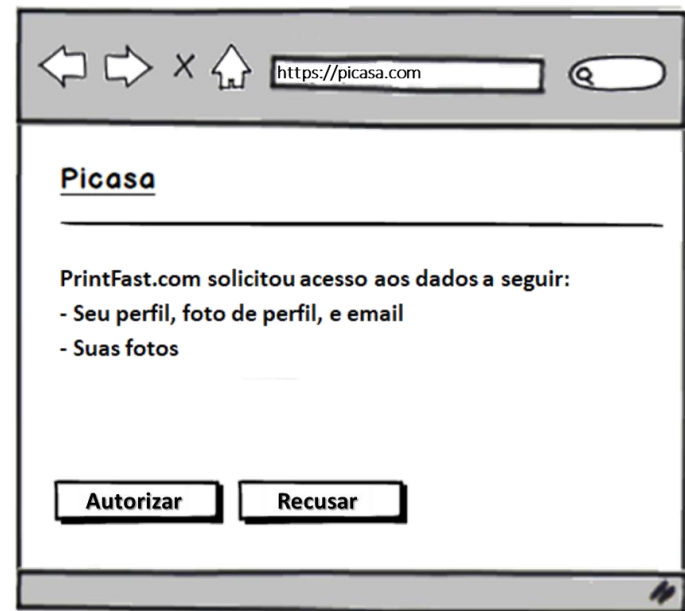 https://picasa.com
Picasa
PrintFast.com solicitou acesso aos dados a seguir:
- Seu perfil, foto de perfil, e email
- Suas fotos
Autorizar
Recusar